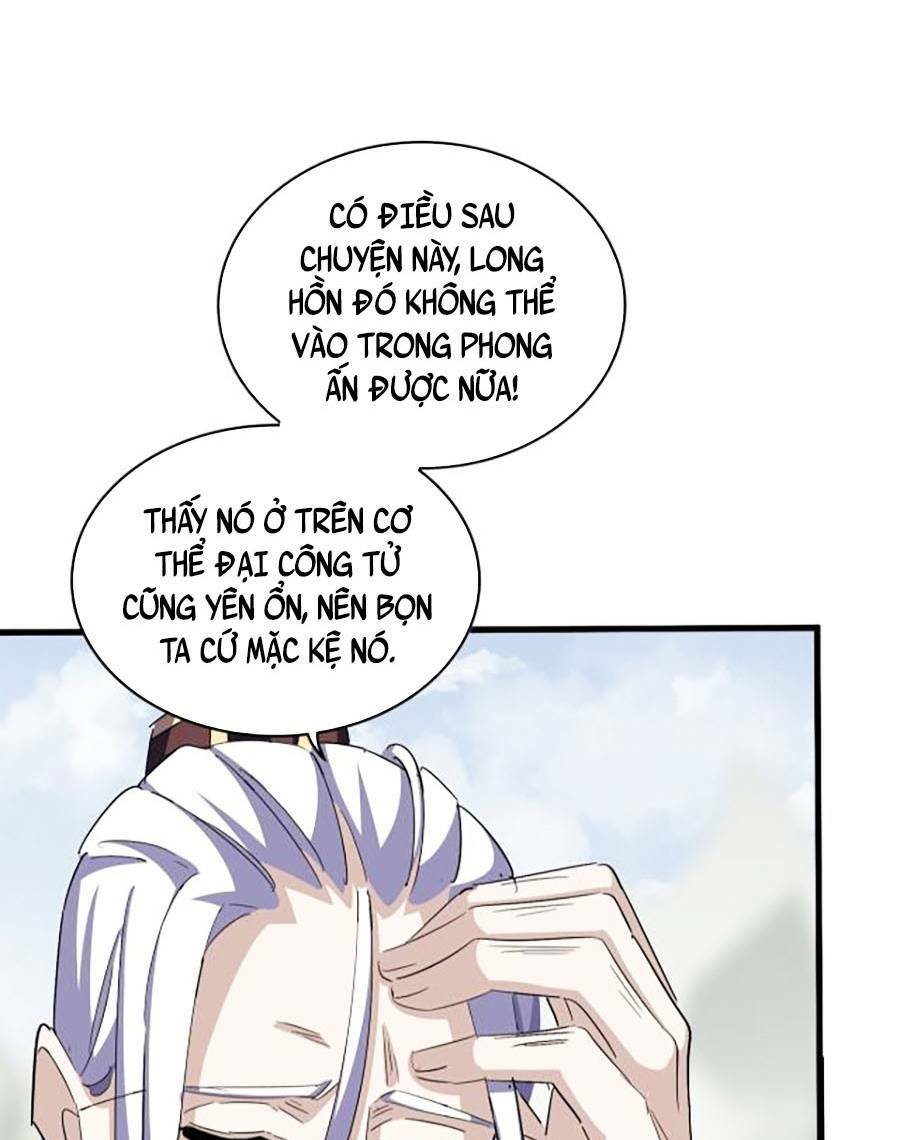 CÓ ĐIỀU SAU
CHUYỆN NÀY, LONG
HỒN ĐÓ KHÔNG THỂ
VÀO TRONG PHONG
ẤN ĐƯỢC NỮA!
THẤY NÓ Ở TRÊN CƠ
THỂ ĐẠI CÔNG TỬ
CŨNG YÊN ỔN, NÊN BỌN
TA CỨ MẶC KỆ NÓ.